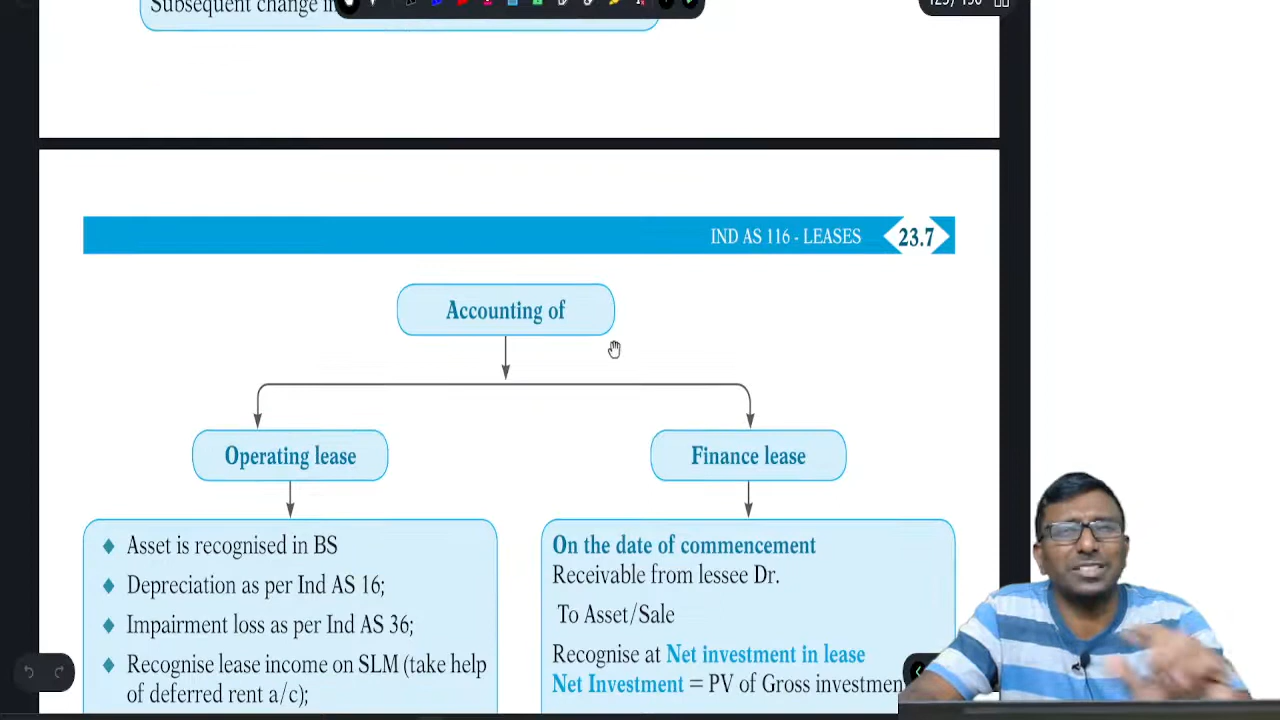 Subsequent change in
IND AS 116 - LEASES 23.7
Accounting of
Operating lease
Finance lease
◆ Asset is recognised in BS
◆ Depreciation as per Ind AS 16;
◆ Impairment loss as per Ind AS 36;
◆ Recognise lease income on SLM (take help
of deferred rent a/c);
On the date of commencement
Receivable from lessee Dr.
To Asset/Sale
Recognise at Net investment in lease
Net Investment = PV of Gross